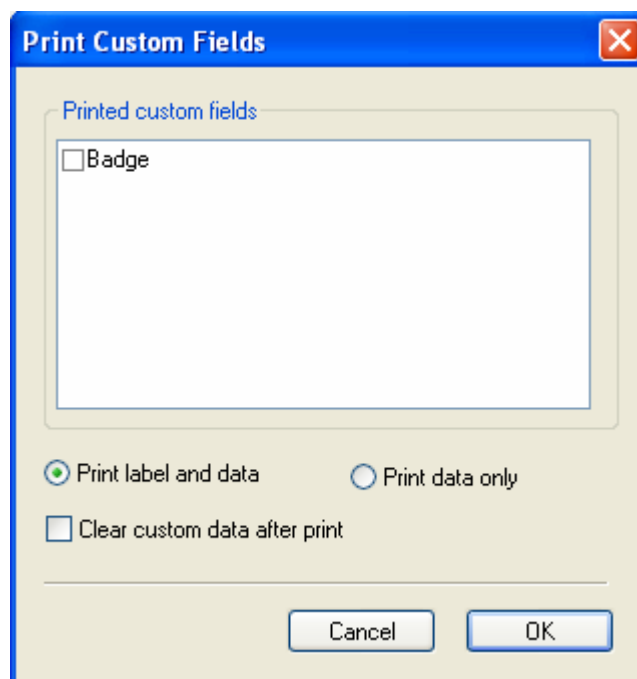 Print Custom Fields
Printed custom fields
Badge
Print label and data
Print data only
Clear custom data after print
Cancel
OK